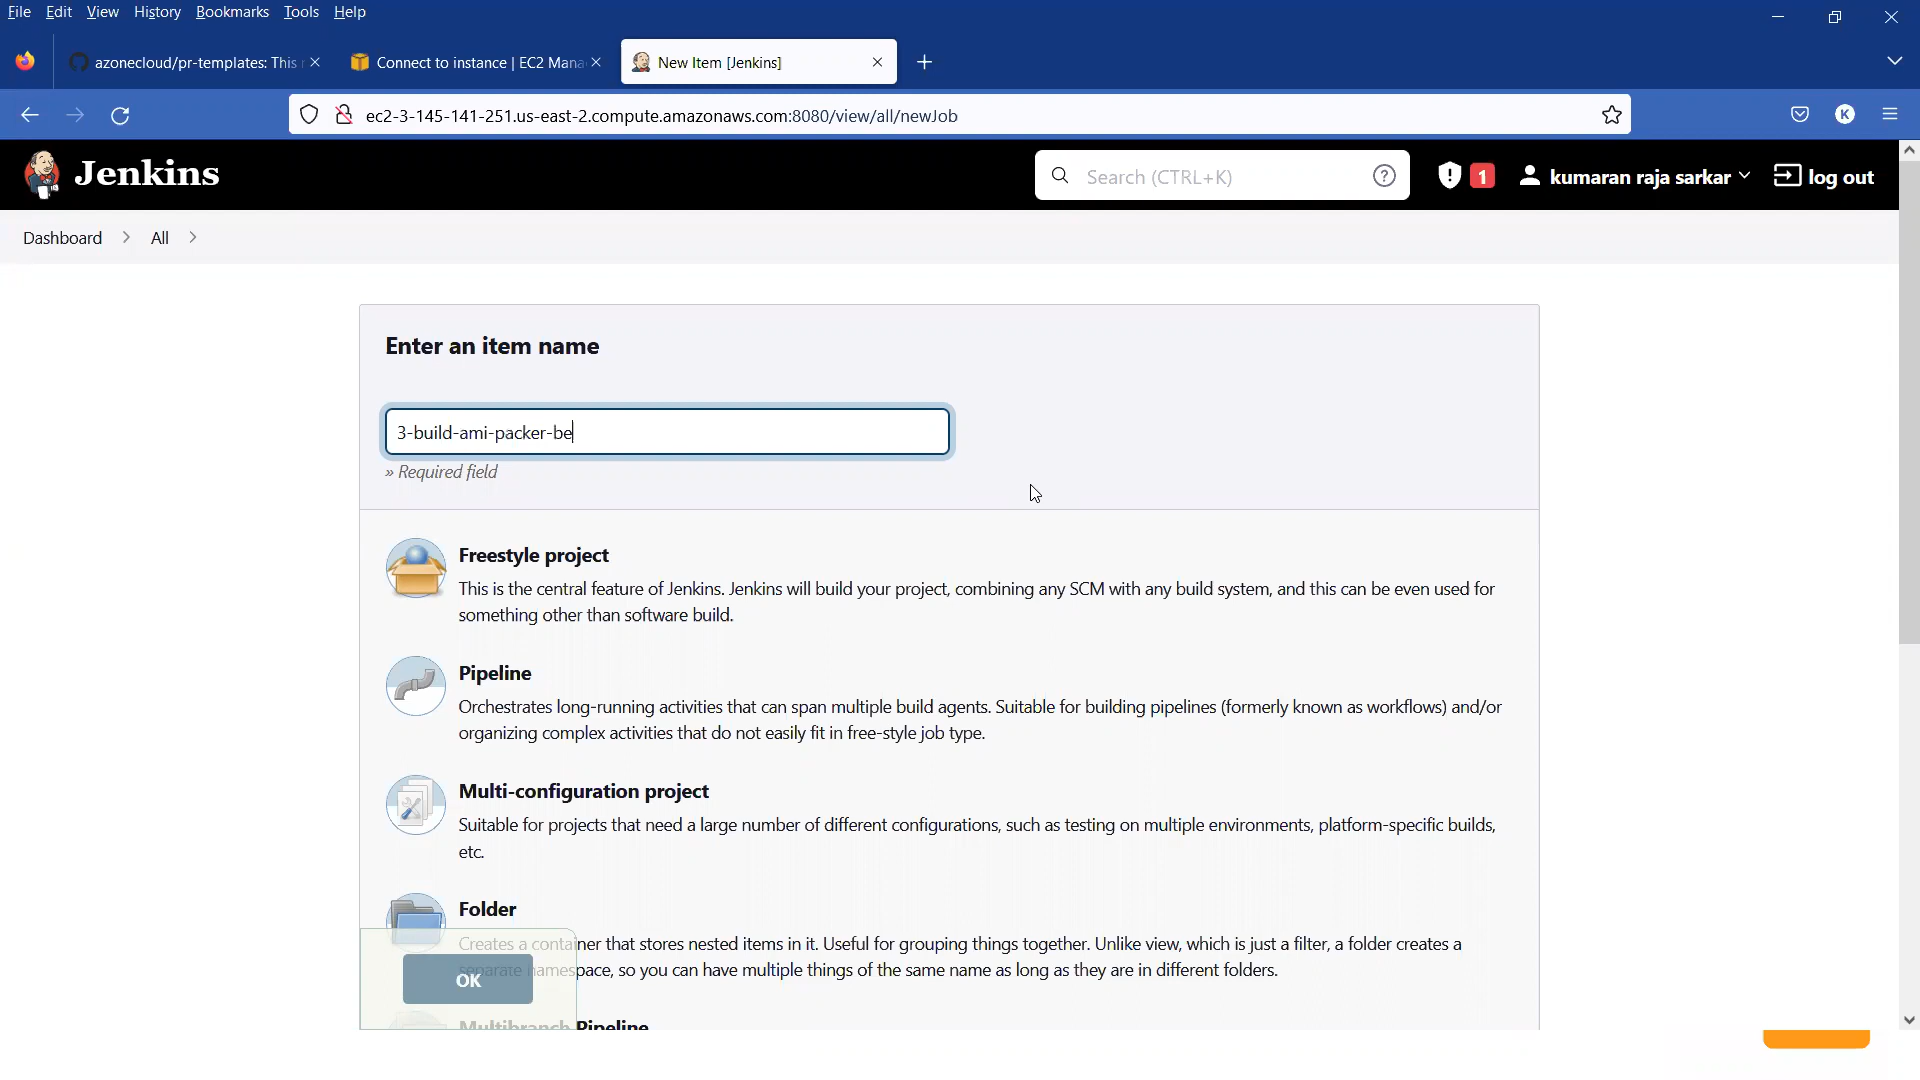 File Edit View History Bookmarks Tools Help
azonecloud/pr-templates: This
Connect to instance | EC2 Mana
New Item [Jenkins]
ec2-3-145-141-251.us-east-2.compute.amazonaws.com:8080/view/all/newJob
K
Jenkins
Search (CTRL+K)
?
1
kumaran raja sarkar
log out
Dashboard
All
Enter an item name
3-build-ami-packer-be
» Required field
Freestyle project
This is the central feature of Jenkins. Jenkins will build your project, combining any SCM with any build system, and this can be even used for
something other than software build.
Pipeline
Orchestrates long-running activities that can span multiple build agents. Suitable for building pipelines (formerly known as workflows) and/or
organizing complex activities that do not easily fit in free-style job type.
Multi-configuration project
Suitable for projects that need a large number of different configurations, such as testing on multiple environments, platform-specific builds,
etc.
Folder
Creates a container that stores nested items in it. Useful for grouping things together. Unlike view, which is just a filter, a folder creates a
separate namespace, so you can have multiple things of the same name as long as they are in different folders.
OK
Multibranch Pipeline